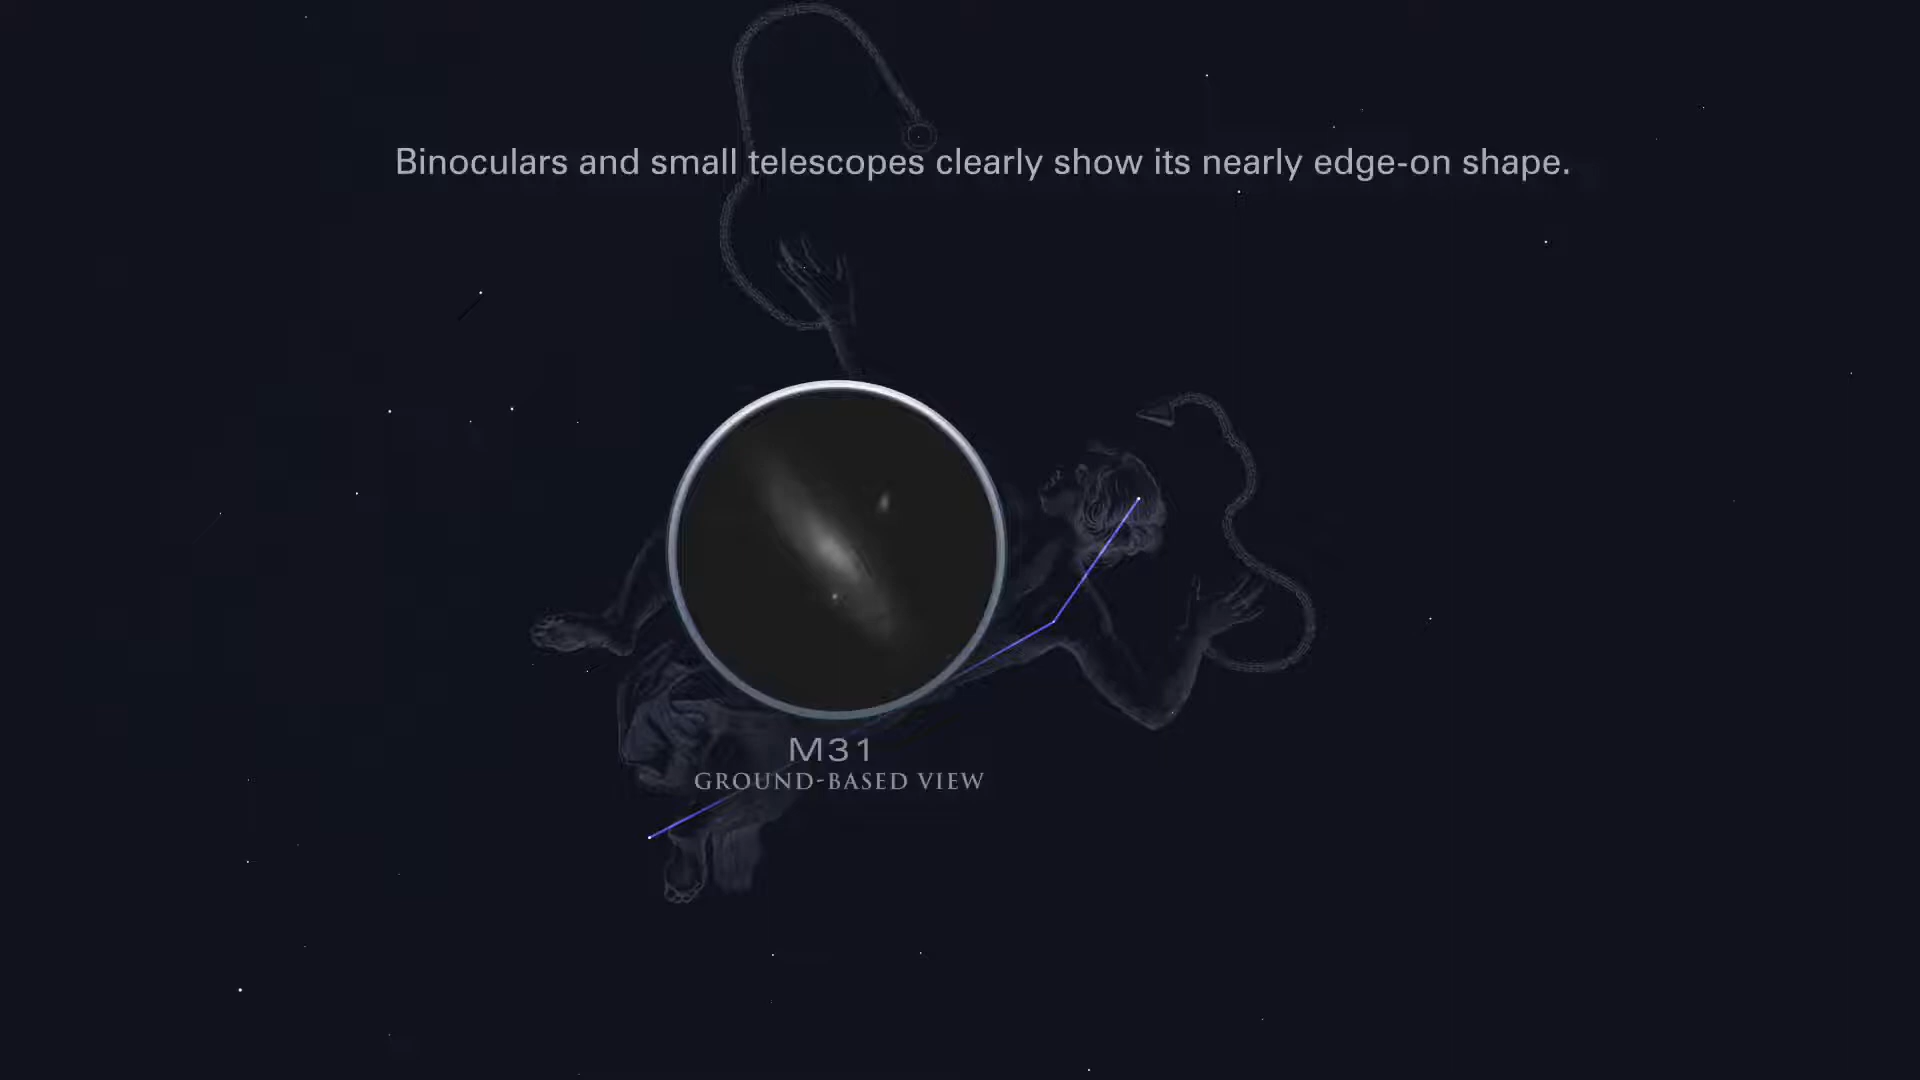 Binoculars and small telescopes clearly show its nearly edge-on shape.
M31
GROUND-BASED VIEW